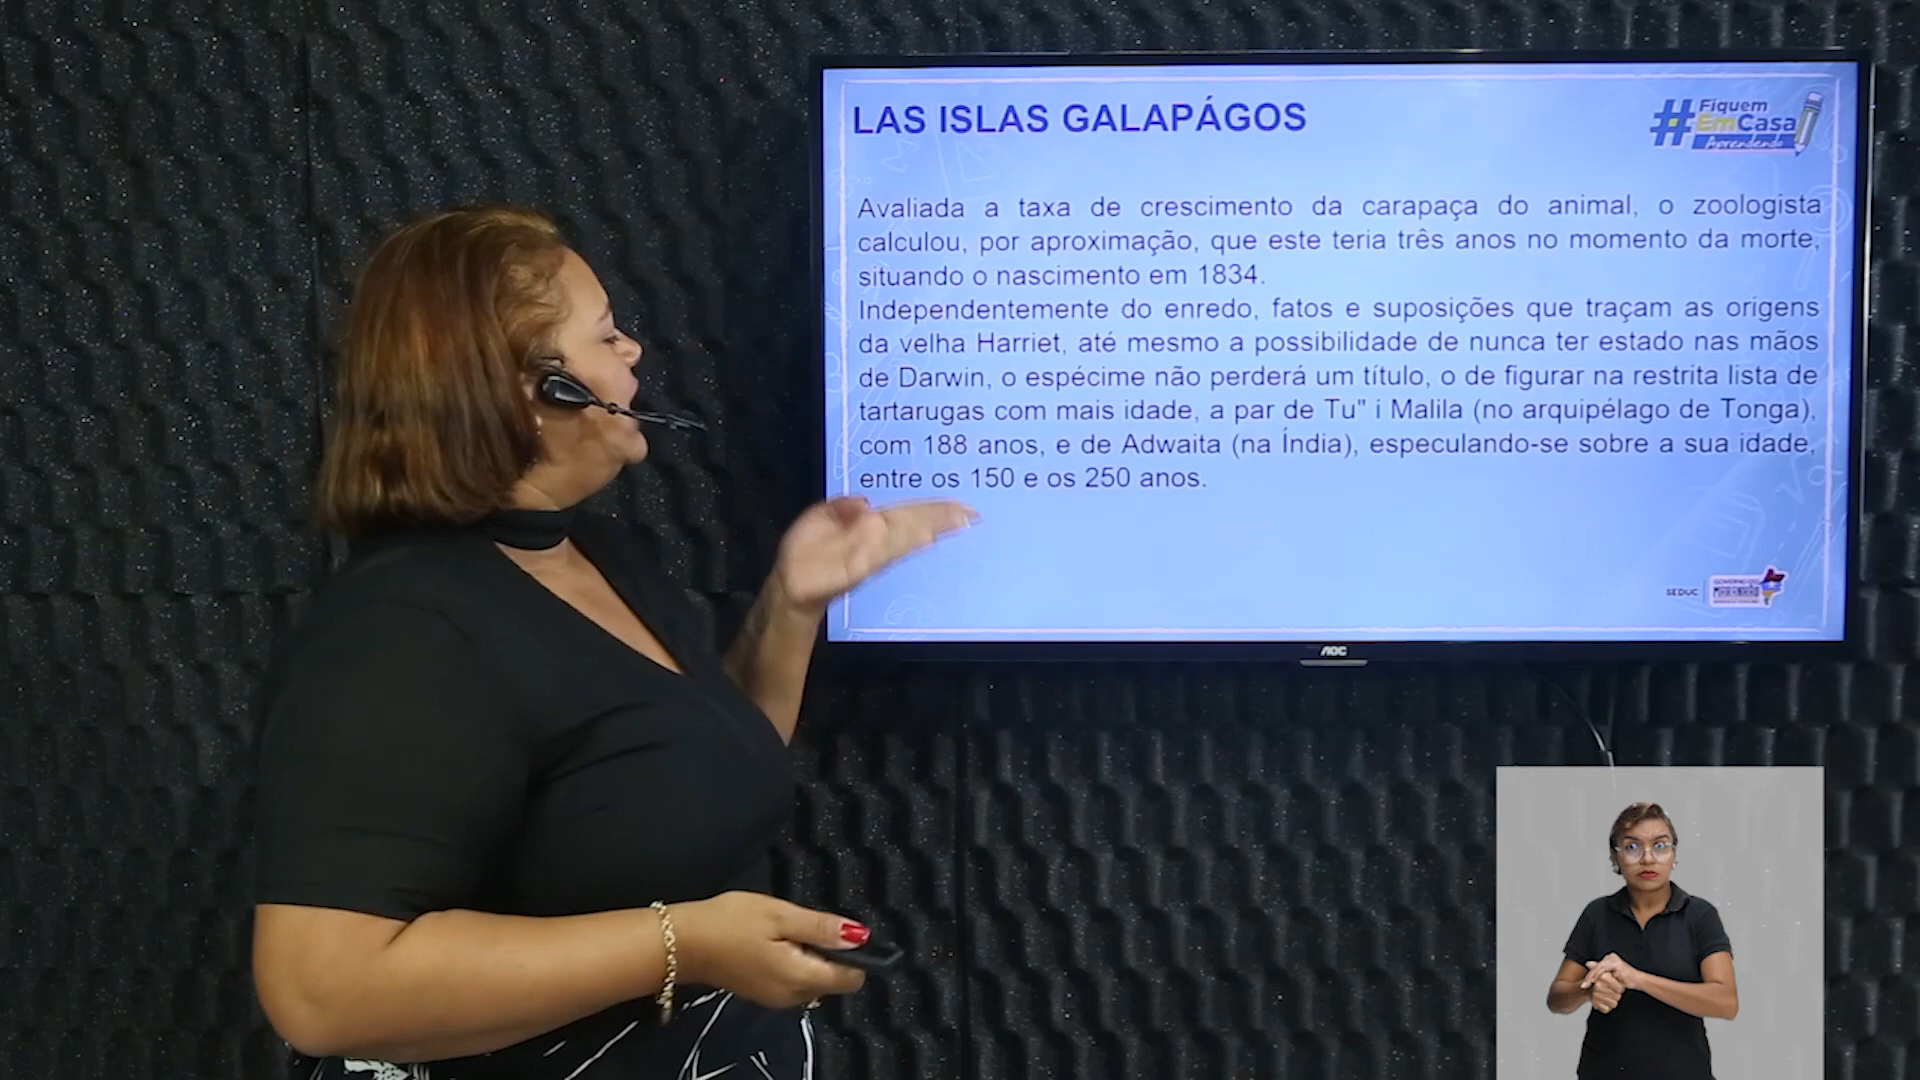 LAS ISLAS GALAPÁGOS
# Fiquem
EmCasa
Aprendendo
Avaliada a taxa de crescimento da carapaça do animal, o zoologista
calculou, por aproximação, que este teria três anos no momento da morte,
situando o nascimento em 1834.
Independentemente do enredo, fatos e suposições que traçam as origens
da velha Harriet, até mesmo a possibilidade de nunca ter estado nas mãos
de Darwin, o espécime não perderá um título, o de figurar na restrita lista de
tartarugas com mais idade, a par de Tu" i Malila (no arquipélago de Tonga),
com 188 anos, e de Adwaita (na Índia), especulando-se sobre a sua idade,
entre os 150 e os 250 anos.
SEDUC
GOVERNO DO
AOC